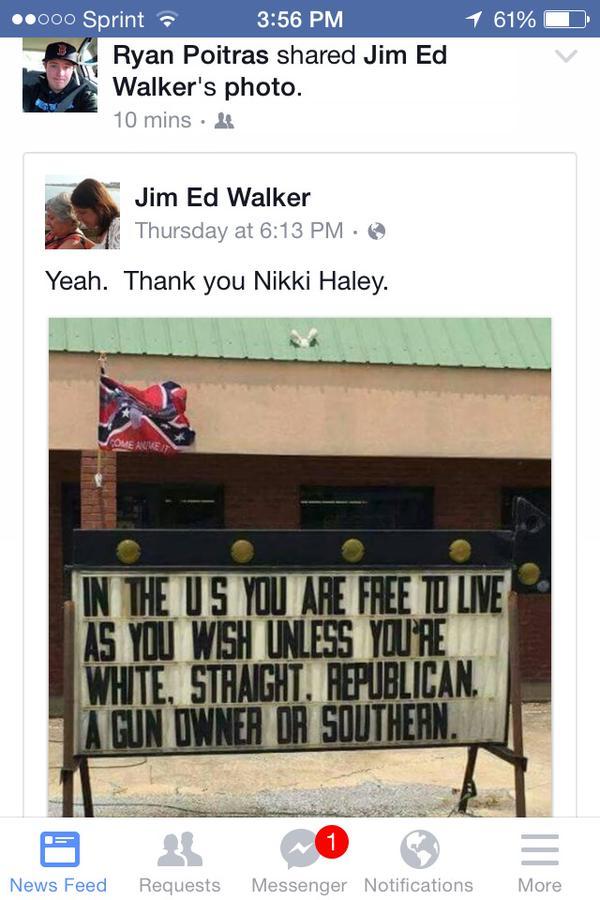 Sprint 3:56 PM 61%
Ryan Poitras shared Jim Ed
Walker's photo.
10 mins ·
Jim Ed Walker
Thursday at 6:13 PM ·
Yeah. Thank you Nikki Haley.
COME AND TAKE IT
IN THE U S YOU ARE FREE TO LIVE
AS YOU WISH UNLESS YOU'RE
WHITE, STRAIGHT, REPUBLICAN,
A GUN OWNER OR SOUTHERN.
1
News Feed Requests Messenger Notifications More